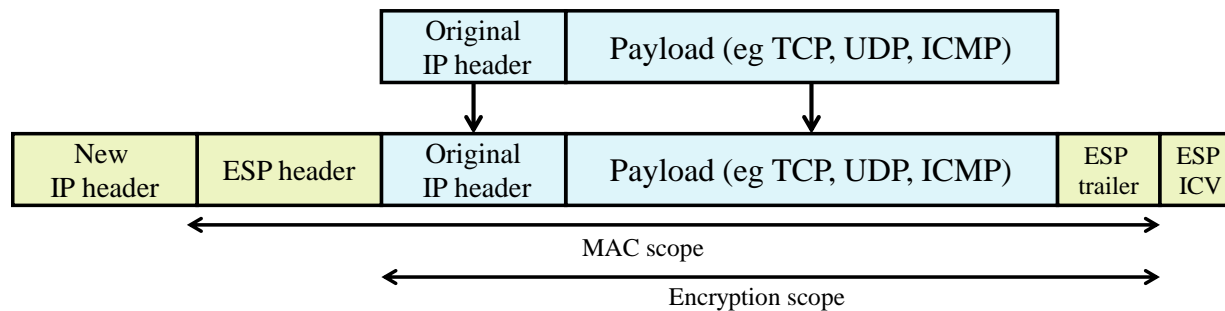 Original
IP header
Payload (eg TCP, UDP, ICMP)
New
IP header
ESP header
Original
IP header
Payload (eg TCP, UDP, ICMP)
ESP
trailer
ESP
ICV
MAC scope
Encryption scope